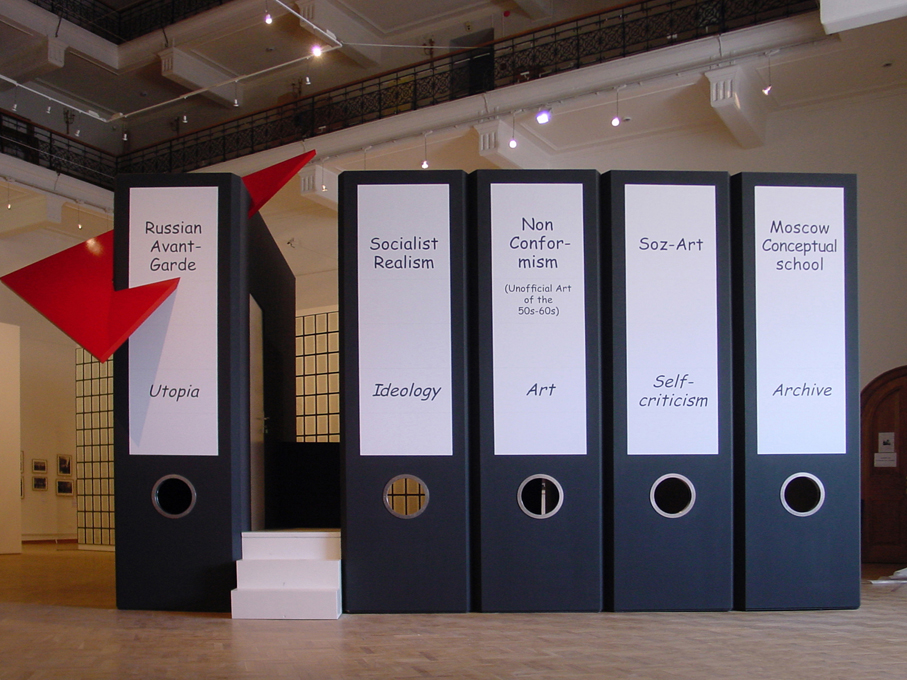 Russian
Avant-
Garde
Utopia
Socialist
Realism
Ideology
Non
Confor-
mism
(Unofficial Art
of the
50s-60s)
Art
Soz-Art
Self-
criticism
Moscow
Conceptual
school
Archive